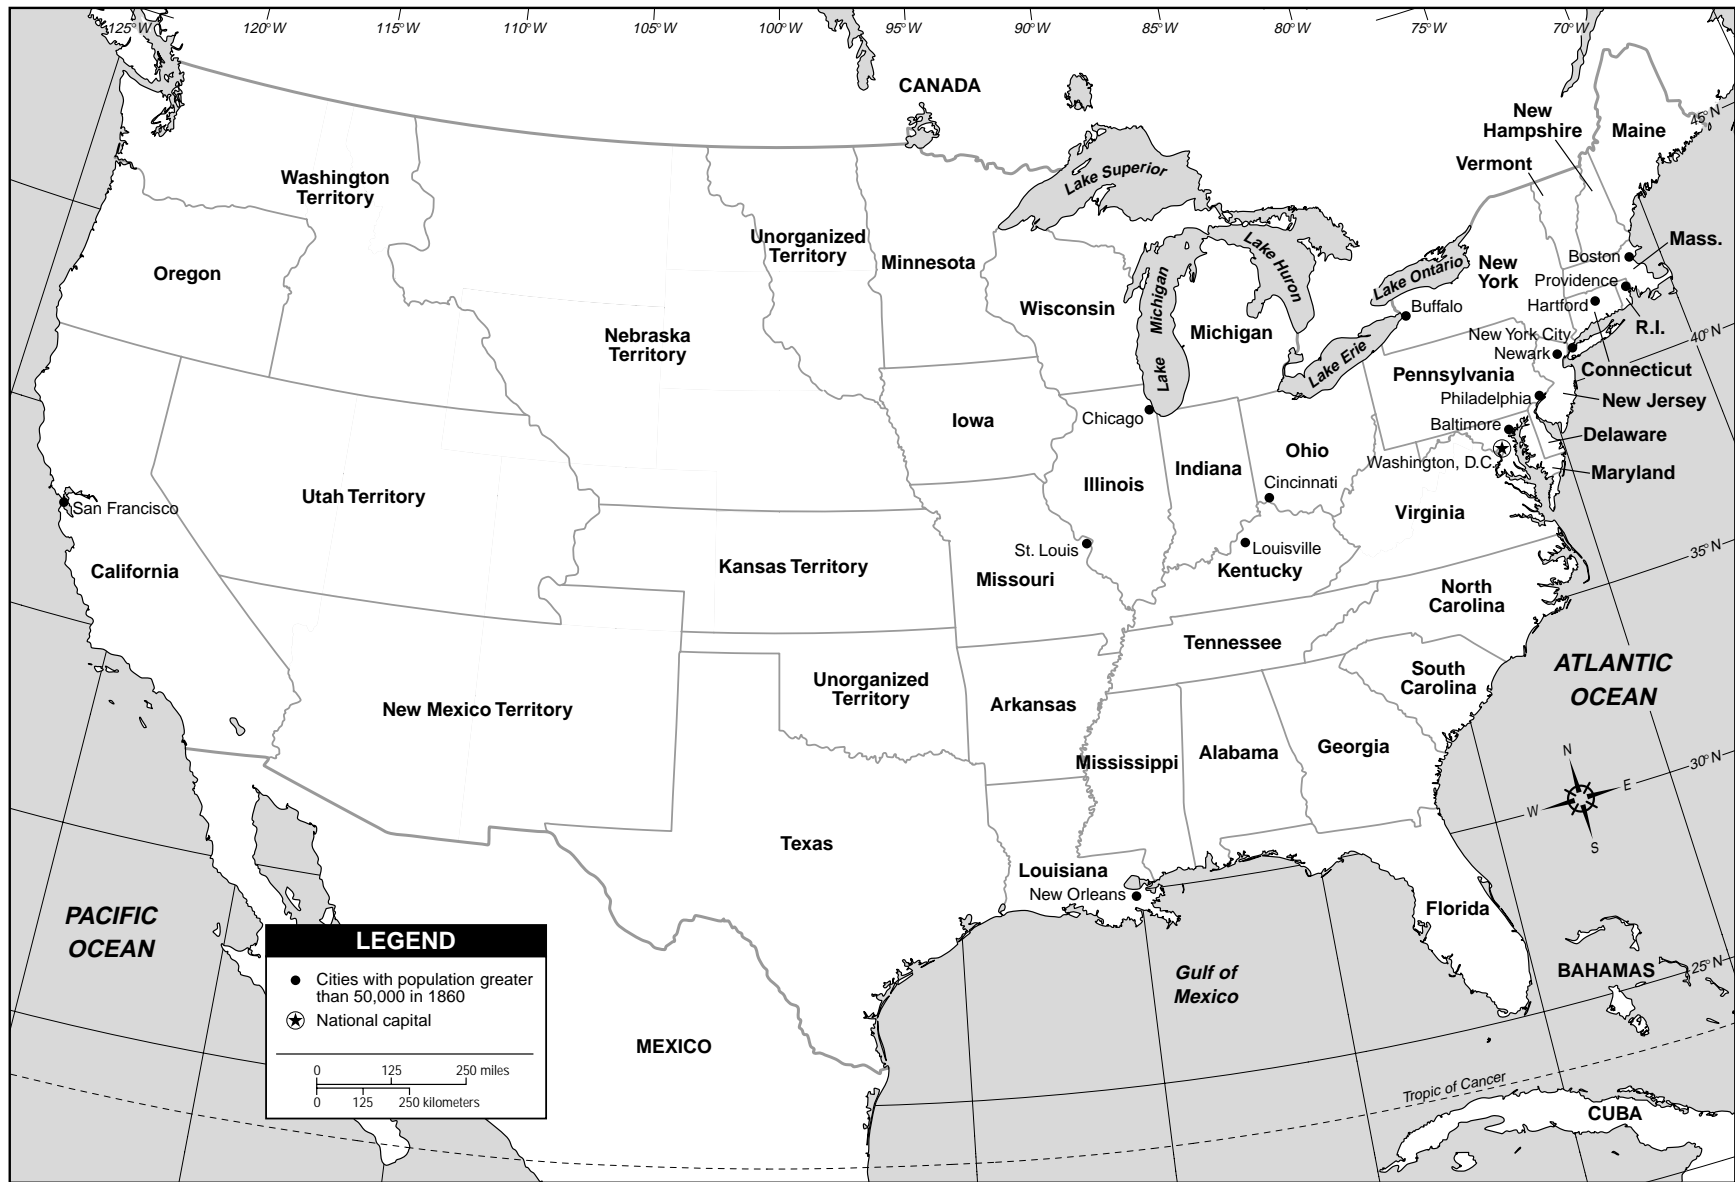 125°W
120°W
115°W
110°W
105°W
100°W
95°W
90°W
85°W
80°W
75°W
70°W
45°N
40°N
35°N
30°N
25°N
CANADA
New
Hampshire
Maine
Vermont
Washington
Territory
Lake Superior
Unorganized
Territory
Minnesota
Oregon
Wisconsin
Lake Michigan
Lake Huron
Michigan
Lake Ontario
Lake Erie
New
York
Boston
Mass.
Providence
Hartford
R.I.
Buffalo
New York City
Newark
Connecticut
Nebraska
Territory
Pennsylvania
Philadelphia
New Jersey
Baltimore
Delaware
Washington, D.C.
Maryland
Iowa
Chicago
Ohio
Indiana
Illinois
Cincinnati
Utah Territory
San Francisco
Virginia
California
Kansas Territory
St. Louis
Missouri
Louisville
Kentucky
North
Carolina
Tennessee
South
Carolina
ATLANTIC
OCEAN
New Mexico Territory
Unorganized
Territory
Arkansas
Mississippi
Alabama
Georgia
N
E
W
S
Texas
Louisiana
New Orleans
Florida
PACIFIC
OCEAN
Gulf of
Mexico
BAHAMAS
MEXICO
Tropic of Cancer
CUBA
LEGEND
Cities with population greater
than 50,000 in 1860
National capital
0 125 250 miles
0 125 250 kilometers